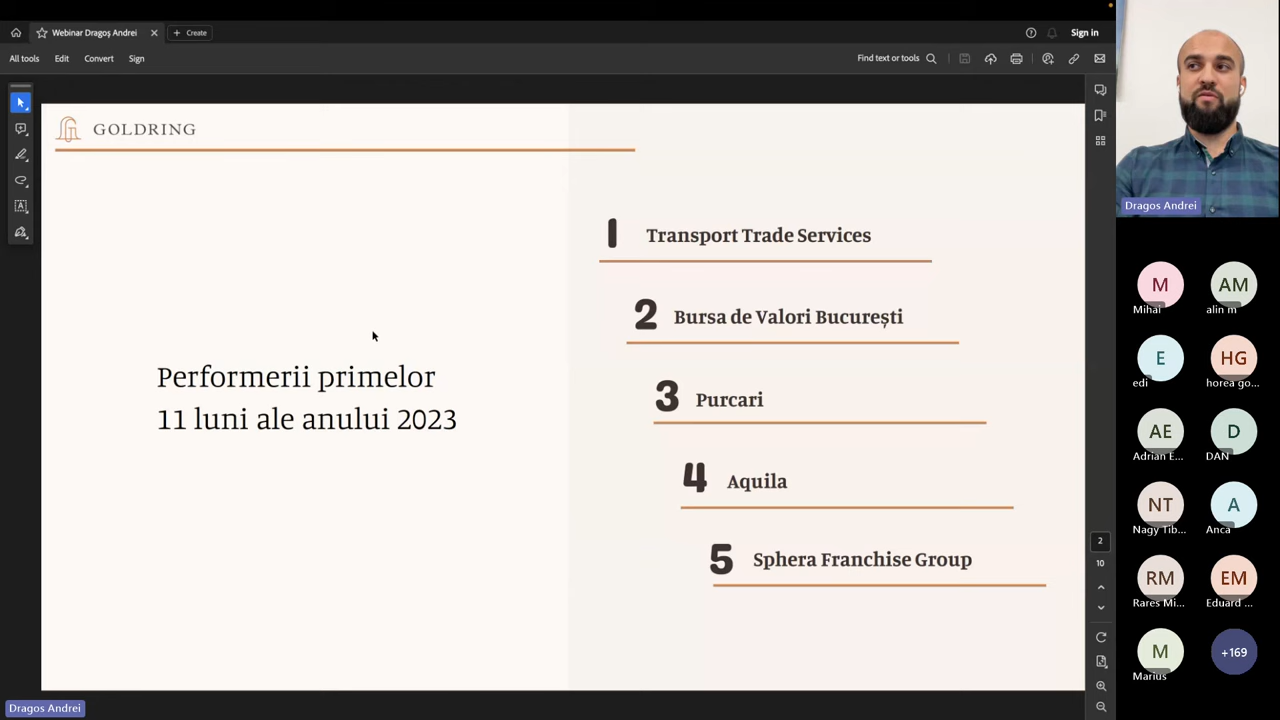 Webinar Dragoș Andrei
Create
Sign in
All tools
Edit
Convert
Sign
Find text or tools
GOLDRING
Performerii primelor
11 luni ale anului 2023
1 Transport Trade Services
2 Bursa de Valori București
3 Purcari
4 Aquila
5 Sphera Franchise Group
2
10
Dragos Andrei
Dragos Andrei
M
Mihai
AM
alin m
E
edi
HG
horea go...
AE
Adrian E...
D
DAN
NT
Nagy Tib...
A
Anca
RM
Rares Mi...
EM
Eduard ...
M
Marius
+169